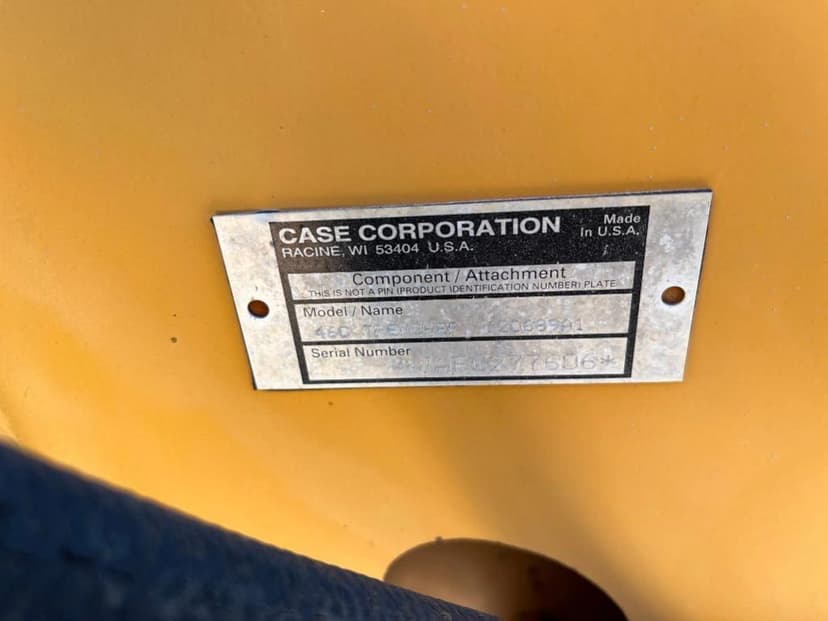 CASE CORPORATION
Made
In U.S.A.
RACINE, WI 53404 U.S.A.
Component / Attachment
THIS IS NOT A PIN (PRODUCT IDENTIFICATION NUMBER) PLATE
Model / Name
Serial Number